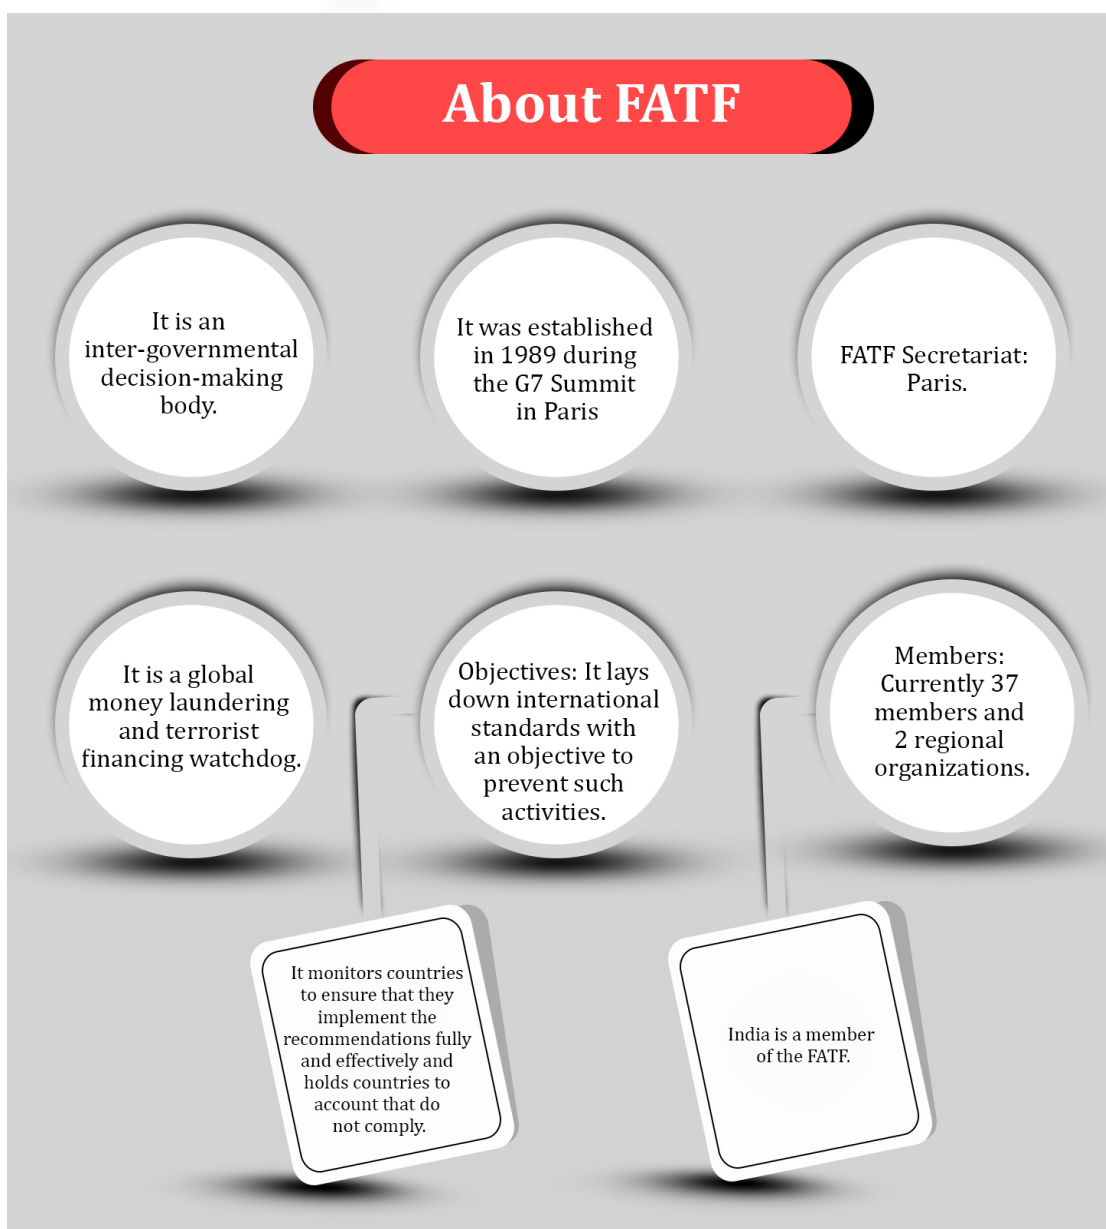 About FATF
It is an
inter-governmental
decision-making
body.
It was established
in 1989 during
the G7 Summit
in Paris
FATF Secretariat:
Paris.
It is a global
money laundering
and terrorist
financing watchdog.
Objectives: It lays
down international
standards with
an objective to
prevent such
activities.
Members:
Currently 37
members and
2 regional
organizations.
It monitors countries
to ensure that they
implement the
recommendations fully
and effectively and
holds countries to
account that do
not comply.
India is a member
of the FATF.